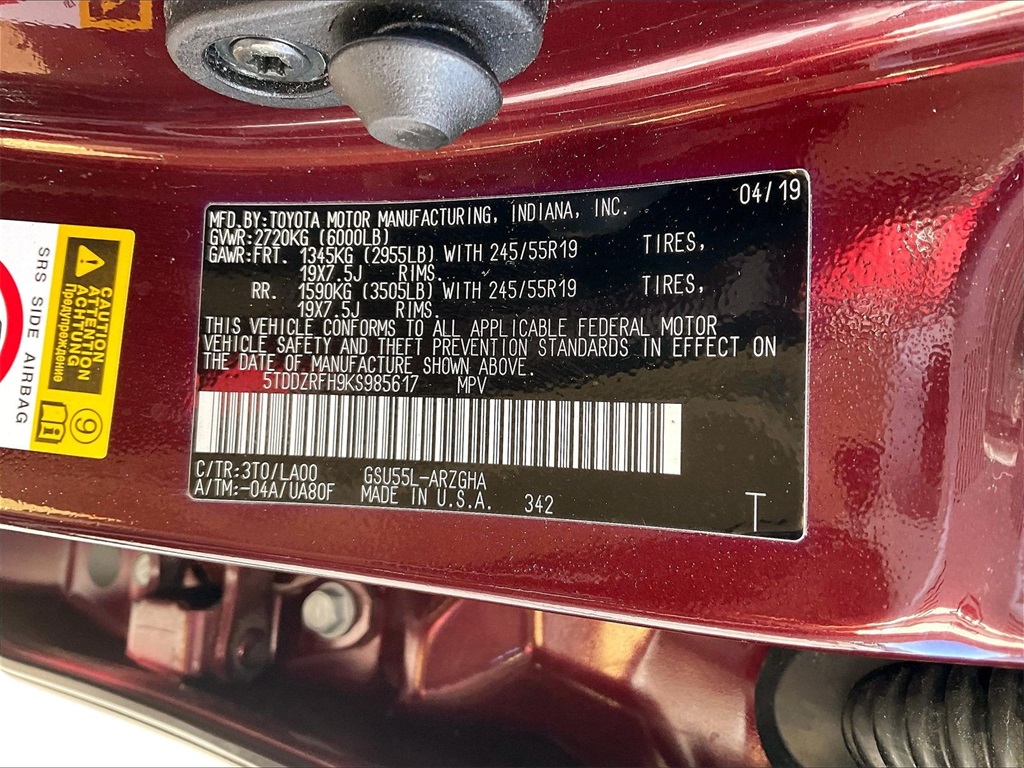 04/19
MFD.BY:TOYOTA MOTOR MANUFACTURING, INDIANA, INC.
GVWR:2720KG (6000LB)
GAWR:FRT. 1345KG (2955LB) WITH 245/55R19 TIRES,
19X7.5J RIMS.
RR. 1590KG (3505LB) WITH 245/55R19 TIRES,
19X7.5J RIMS.
THIS VEHICLE CONFORMS TO ALL APPLICABLE FEDERAL MOTOR
VEHICLE SAFETY AND THEFT PREVENTION STANDARDS IN EFFECT ON
THE DATE OF MANUFACTURE SHOWN ABOVE.
5TDDZRFH9KS985617 MPV
C/TR:3T0/LA00 GSU55L-ARZGHA
A/TM:-04A/UA80F MADE IN U.S.A. 342
T
SRS SIDE AIRBAG
CAUTION
ATTENTION
ACHTUNG
Предупреждение
9